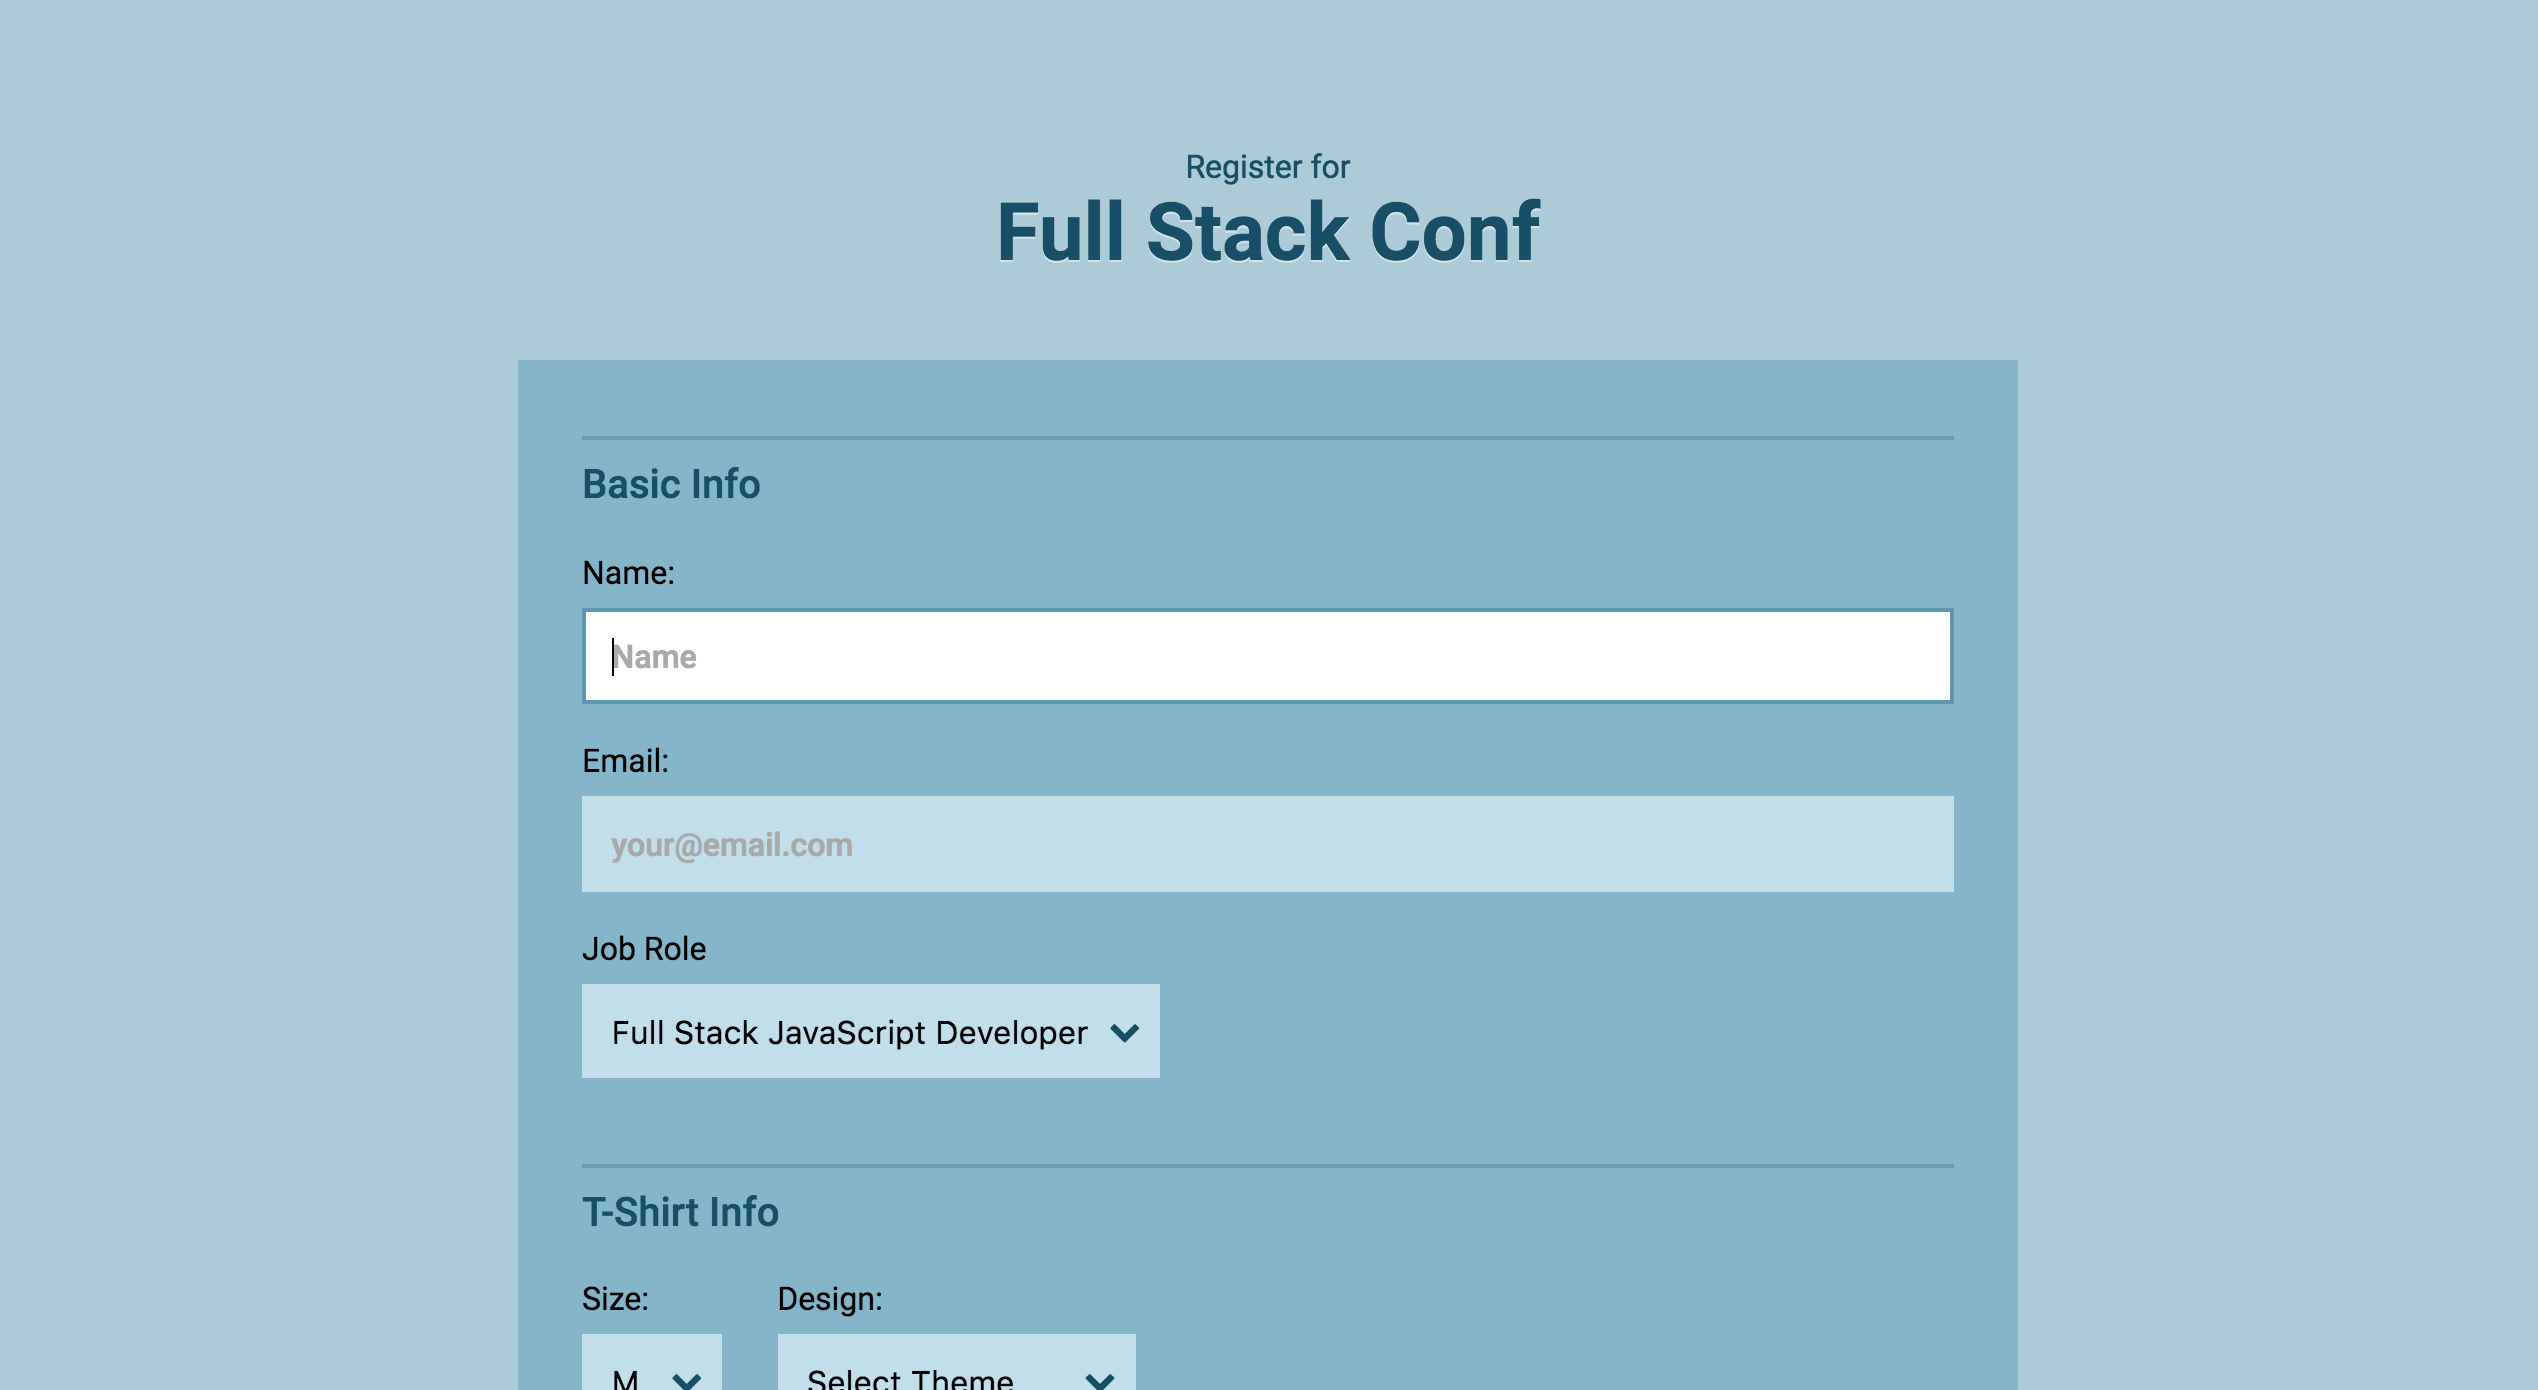 Register for
Full Stack Conf
Basic Info
Name:
Name
Email:
your@email.com
Job Role
Full Stack JavaScript Developer
T-Shirt Info
Size: Design:
M Select Theme